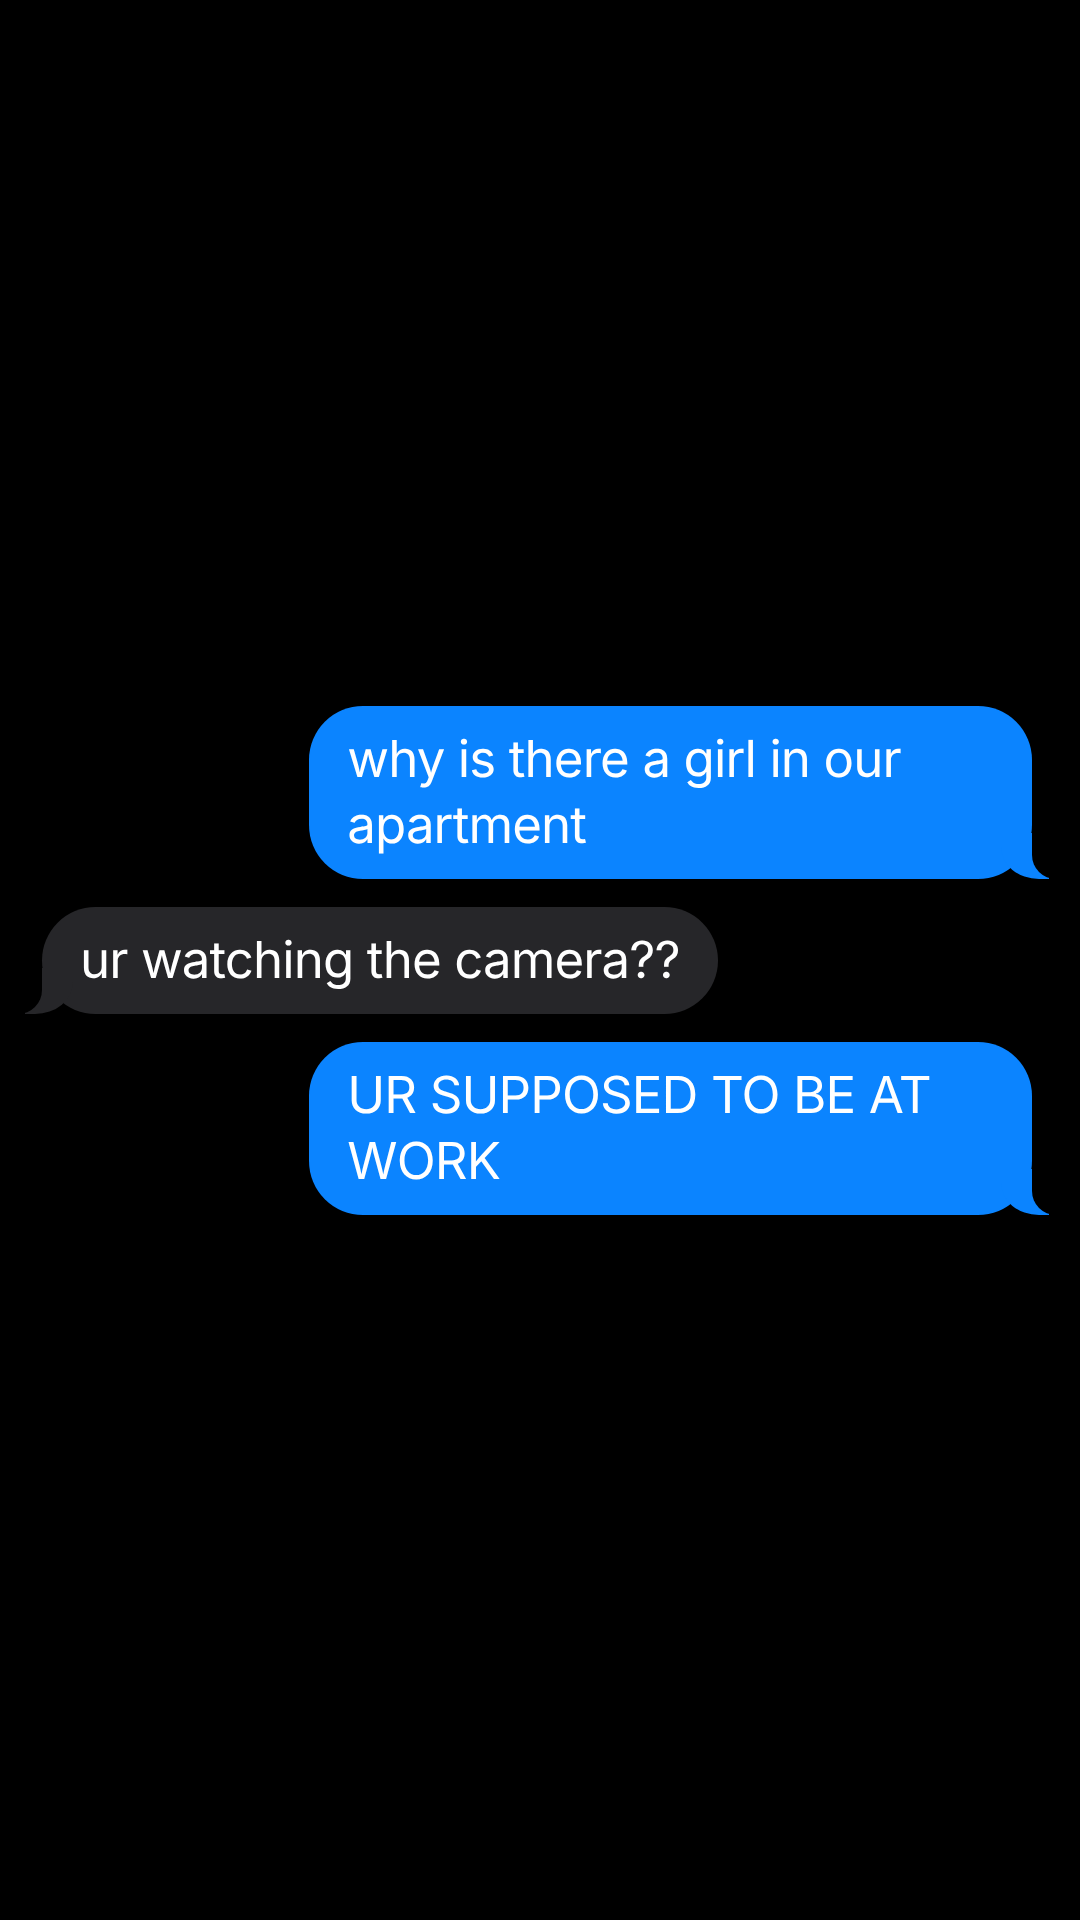 why is there a girl in our
apartment
ur watching the camera??
UR SUPPOSED TO BE AT
WORK